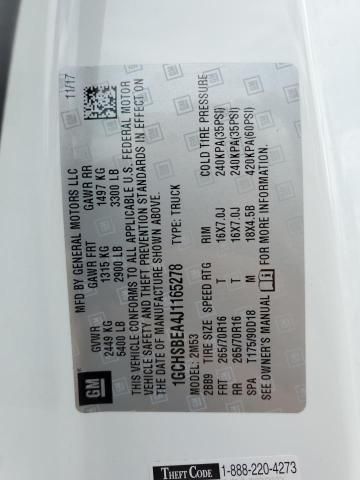 MFD BY GENERAL MOTORS LLC
11/17
GVWR GAWR FRT GAWR RR
2449 KG 1315 KG 1497 KG
5400 LB 2900 LB 3300 LB
THIS VEHICLE CONFORMS TO ALL APPLICABLE U.S. FEDERAL MOTOR
VEHICLE SAFETY AND THEFT PREVENTION STANDARDS IN EFFECT ON
THE DATE OF MANUFACTURE SHOWN ABOVE.
1GCHSBEA4J1165278 TYPE: TRUCK
MODEL: 2M53
2BB9 TIRE SIZE SPEED RTG RIM COLD TIRE PRESSURE
FRT 265/70R16 T 16X7.0J 240KPA(35PSI)
RR 265/70R16 T 16X7.0J 240KPA(35PSI)
SPA T175/90D18 M 18X4.5B 420KPA(60PSI)
SEE OWNER'S MANUAL FOR MORE INFORMATION.
GM
THEFT CODE 1-888-220-4273